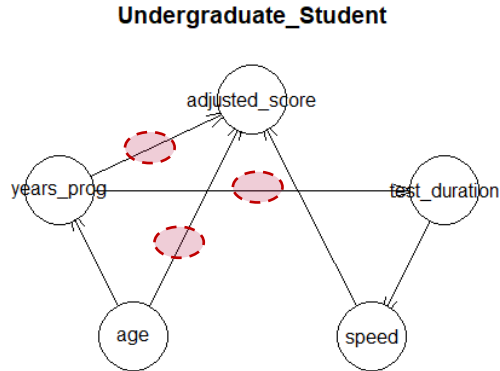 Undergraduate_Student
adjusted_score
years_prog
test_duration
age
speed